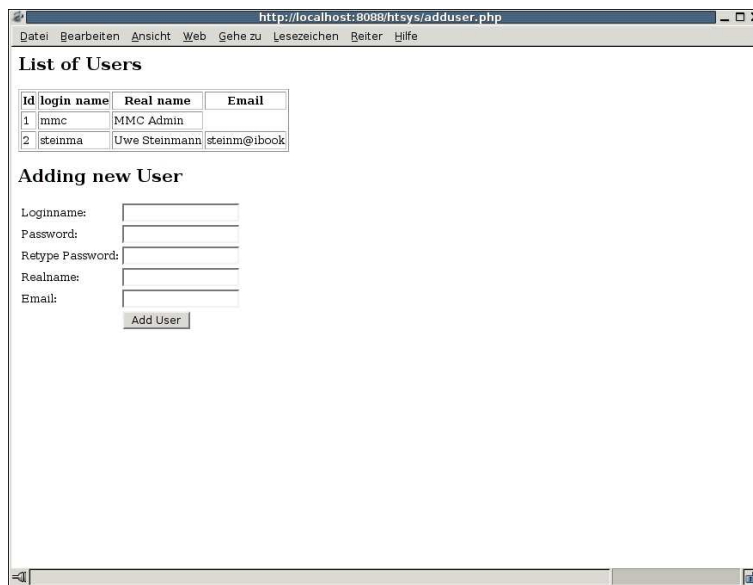 http://localhost:8088/htsys/adduser.php
Datei Bearbeiten Ansicht Web Gehe zu Lesezeichen Reiter Hilfe
List of Users
Id login name Real name Email
1 mmc MMC Admin
2 steinma Uwe Steinmann steinm@ibook
Adding new User
Loginname:
Password:
Retype Password:
Realname:
Email:
Add User